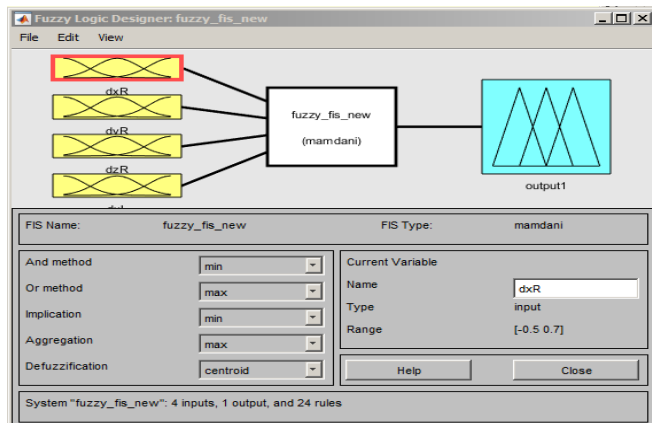 Fuzzy Logic Designer: fuzzy_fis_new
File Edit View
dxR
dyR
dzR
fuzzy_fis_new
(mamdani)
output1
FIS Name: fuzzy_fis_new FIS Type: mamdani
And method min
Or method max
Implication min
Aggregation max
Defuzzification centroid
Current Variable
Name dxR
Type input
Range [-0.5 0.7]
Help Close
System "fuzzy_fis_new": 4 inputs, 1 output, and 24 rules